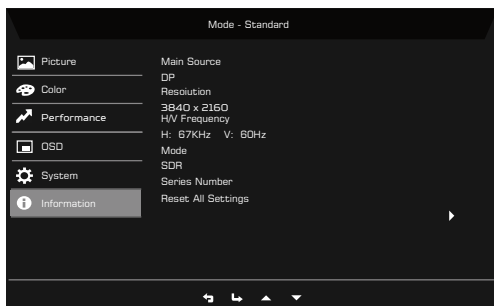 Mode - Standard
Picture
Color
Performance
OSD
System
Information
Main Source
DP
Resoiution
3840 x 2160
H/V Frequency
H: 67KHz V: 60Hz
Mode
SDR
Series Number
Reset All Settings